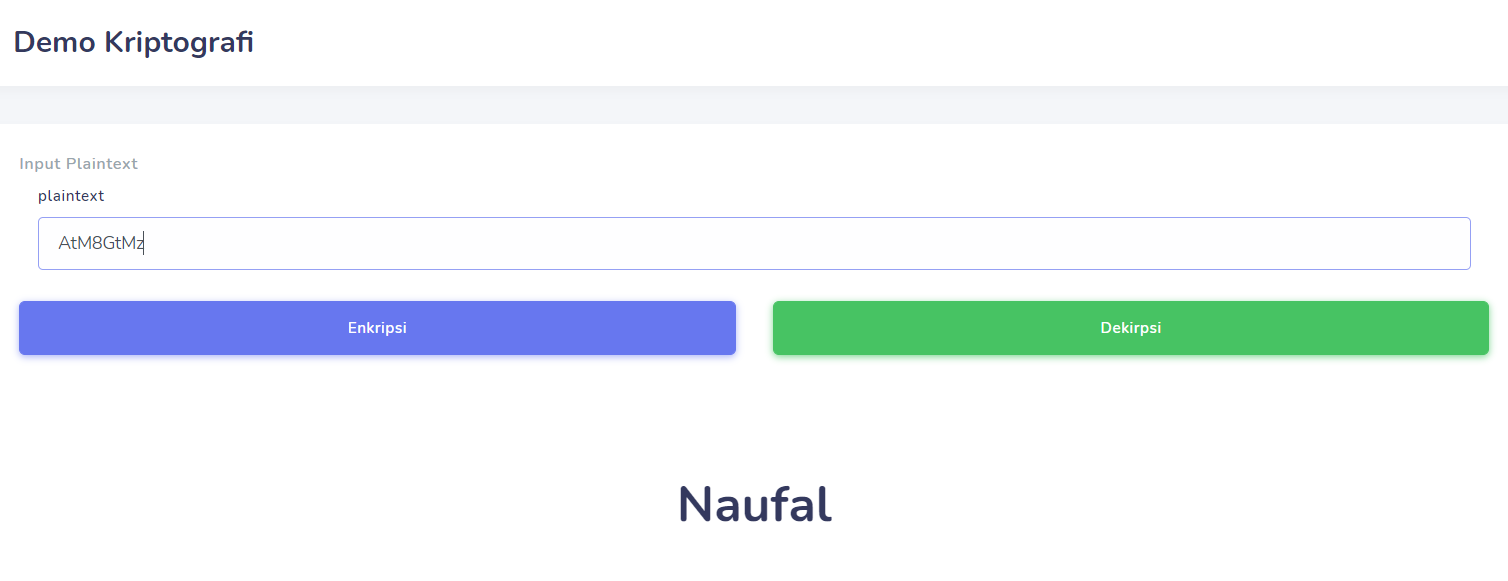 Demo Kriptografi
Input Plaintext
plaintext
AtM8GtMz
Enkripsi
Dekirpsi
Naufal